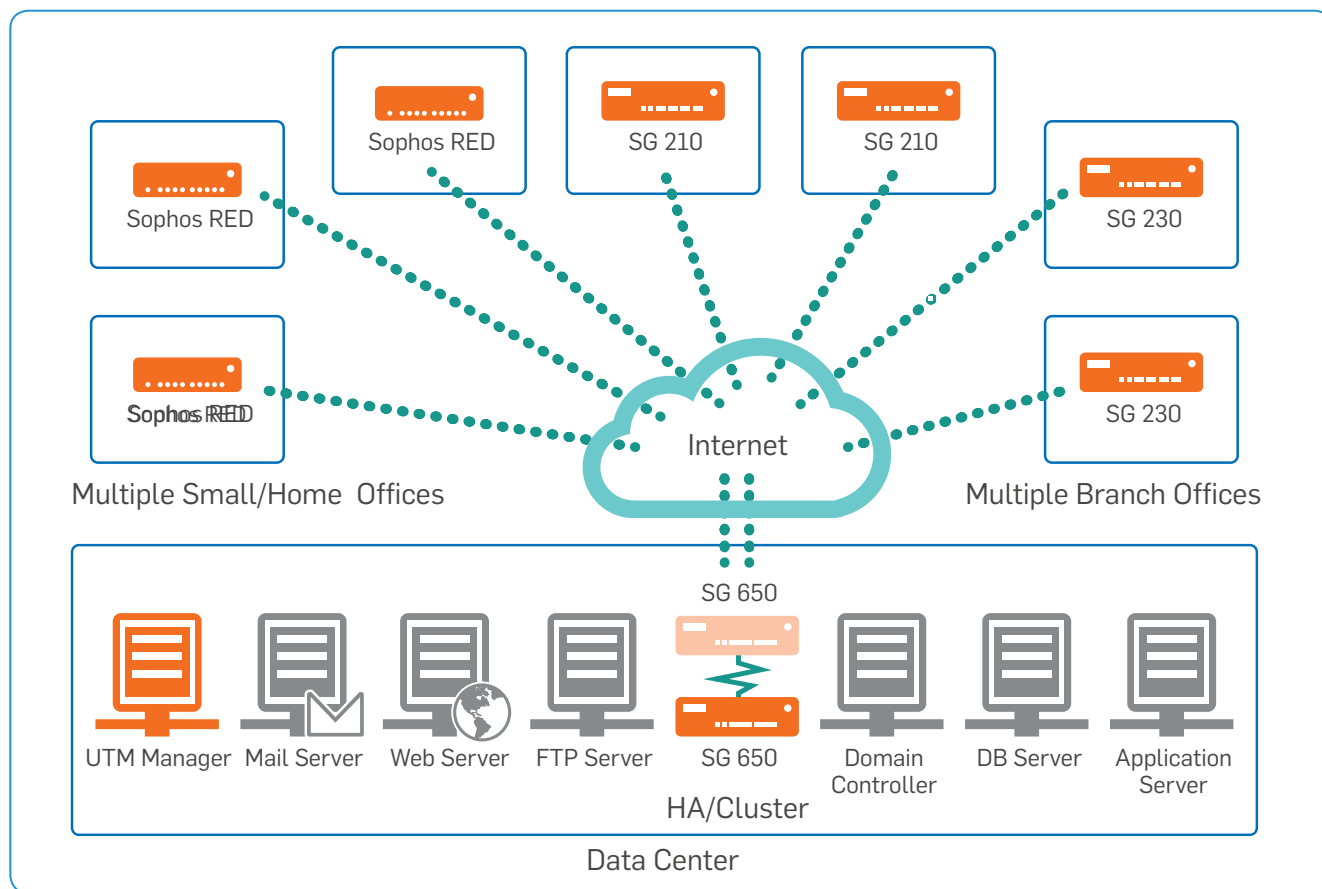 Sophos RED
SG 210
SG 210
Sophos RED
SG 230
Sophos RED
SG 230
Internet
Multiple Small/Home Offices
Multiple Branch Offices
SG 650
UTM Manager
Mail Server
Web Server
FTP Server
SG 650
Domain
Controller
DB Server
Application
Server
HA/Cluster
Data Center